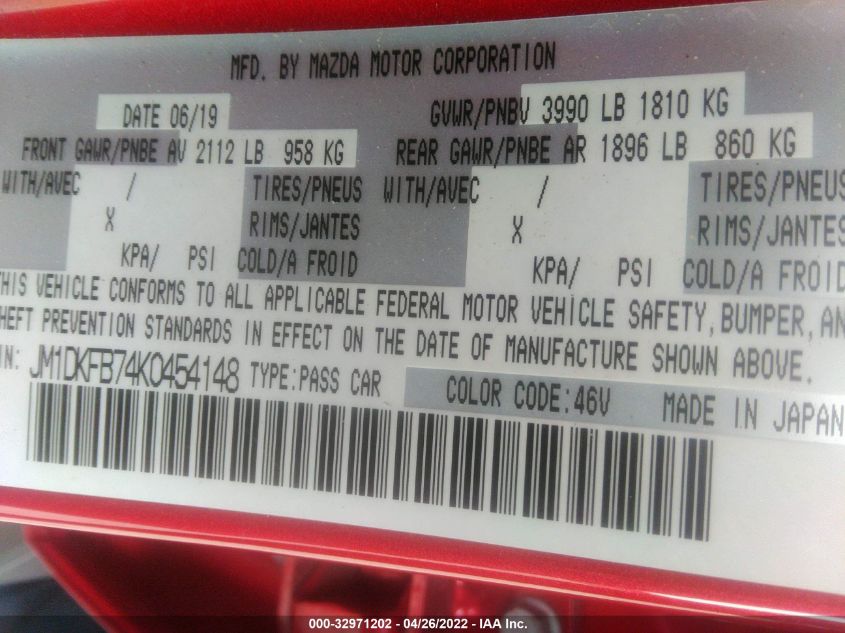 MFD. BY MAZDA MOTOR CORPORATION
DATE 06/19 GVWR/PNBV 3990 LB 1810 KG
FRONT GAWR/PNBE AV 2112 LB 958 KG REAR GAWR/PNBE AR 1896 LB 860 KG
WITH/AVEC / TIRES/PNEUS WITH/AVEC / TIRES/PNEUS
X RIMS/JANTES X RIMS/JANTES
KPA/ PSI COLD/A FROID KPA/ PSI COLD/A FROID
THIS VEHICLE CONFORMS TO ALL APPLICABLE FEDERAL MOTOR VEHICLE SAFETY, BUMPER, AN
HEFT PREVENTION STANDARDS IN EFFECT ON THE DATE OF MANUFACTURE SHOWN ABOVE.
IN: JM1DKFB74K0454148 TYPE:PASS CAR COLOR CODE:46V MADE IN JAPAN
000-32971202 - 04/26/2022 - IAA Inc.